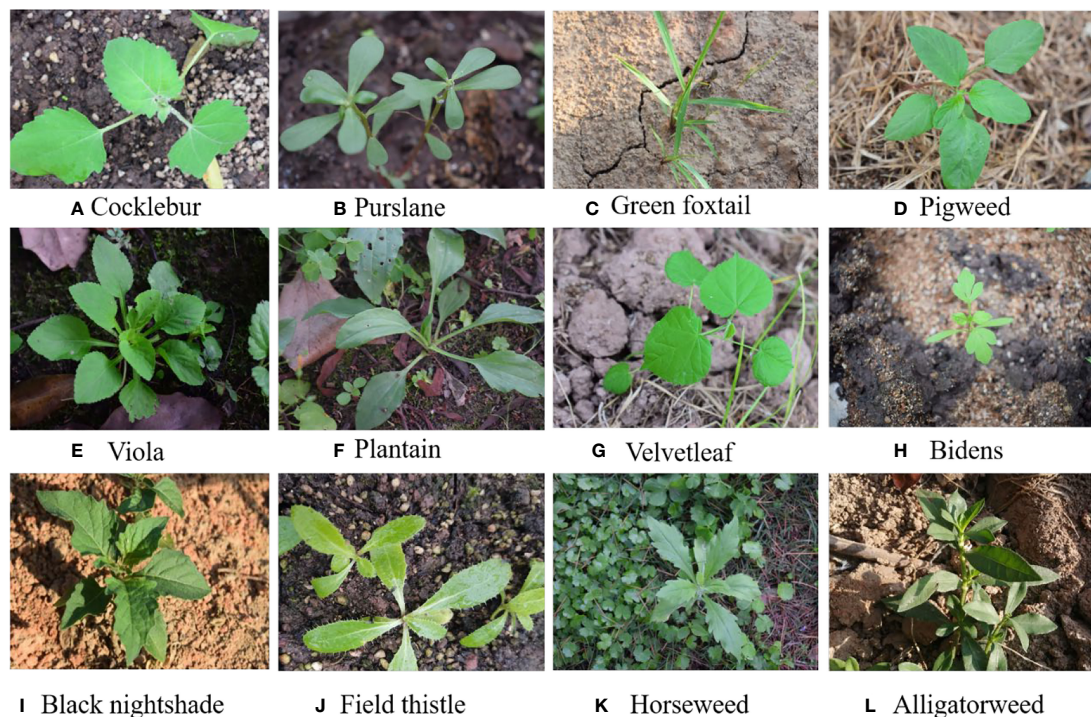 A Cocklebur
B Purslane
C Green foxtail
D Pigweed
E Viola
F Plantain
G Velvetleaf
H Bidens
I Black nightshade
J Field thistle
K Horseweed
L Alligatorweed